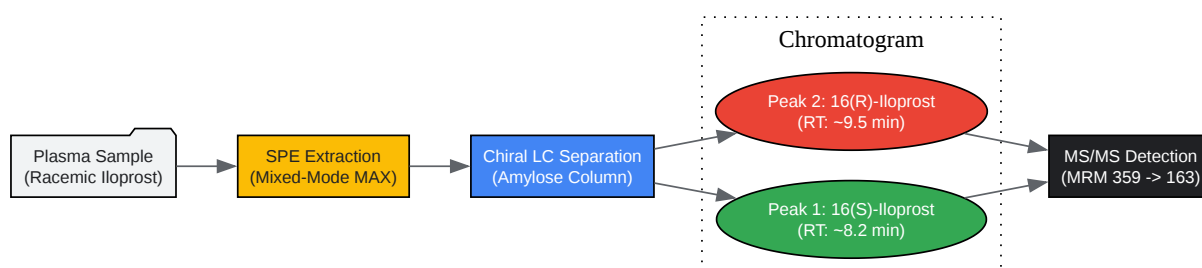 Plasma Sample
(Racemic Iloprost)
SPE Extraction
(Mixed-Mode MAX)
Chiral LC Separation
(Amylose Column)
Chromatogram
Peak 2: 16(R)-Iloprost
(RT: ~9.5 min)
Peak 1: 16(S)-Iloprost
(RT: ~8.2 min)
MS/MS Detection
(MRM 359 -> 163)